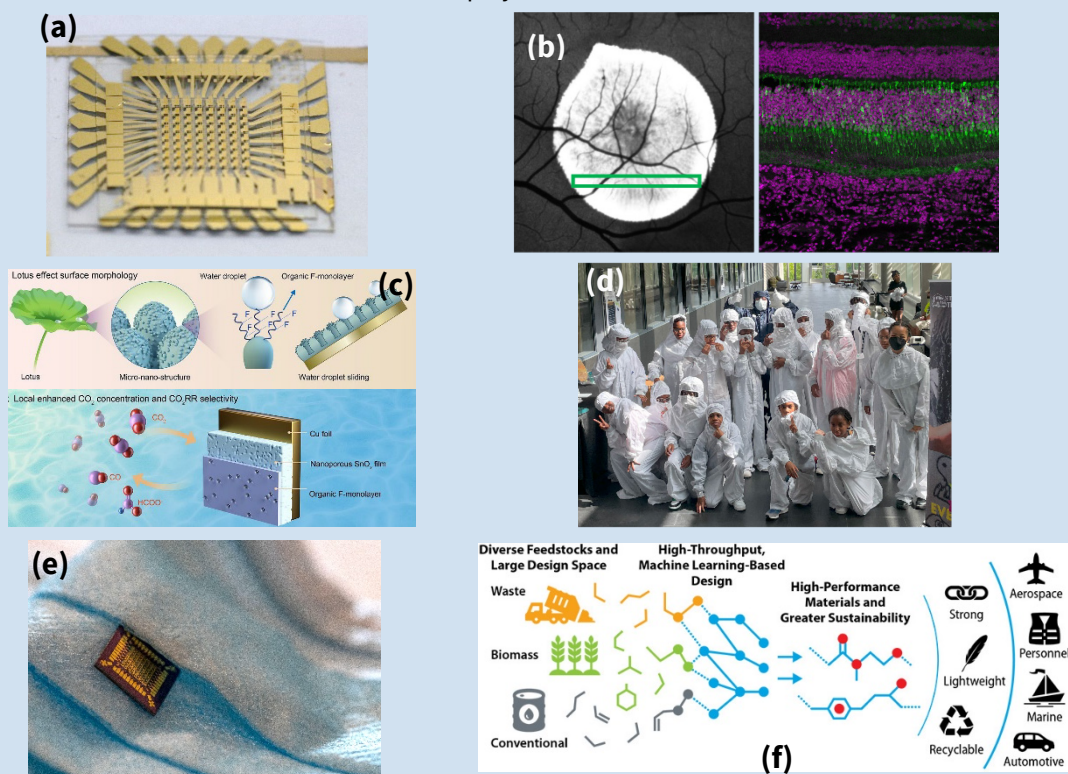 (a)
(b)
Lotus effect surface morphology
Water droplet
Organic F-monolayer
(c)
F
F
F
F
Lotus
Micro-nano-structure
Water droplet sliding
Local enhanced CO₂ concentration and CO₂RR selectivity
CO₂
Cu foil
Nanoporous SnO₂ film
CO
Organic F-monolayer
HCOO
(d)
(e)
Diverse Feedstocks and
Large Design Space
High-Throughput,
Machine Learning-Based
Design
High-Performance
Materials and
Greater Sustainability
Waste
Biomass
Conventional
Strong
Lightweight
Recyclable
Aerospace
Personnel
Marine
Automotive
(f)